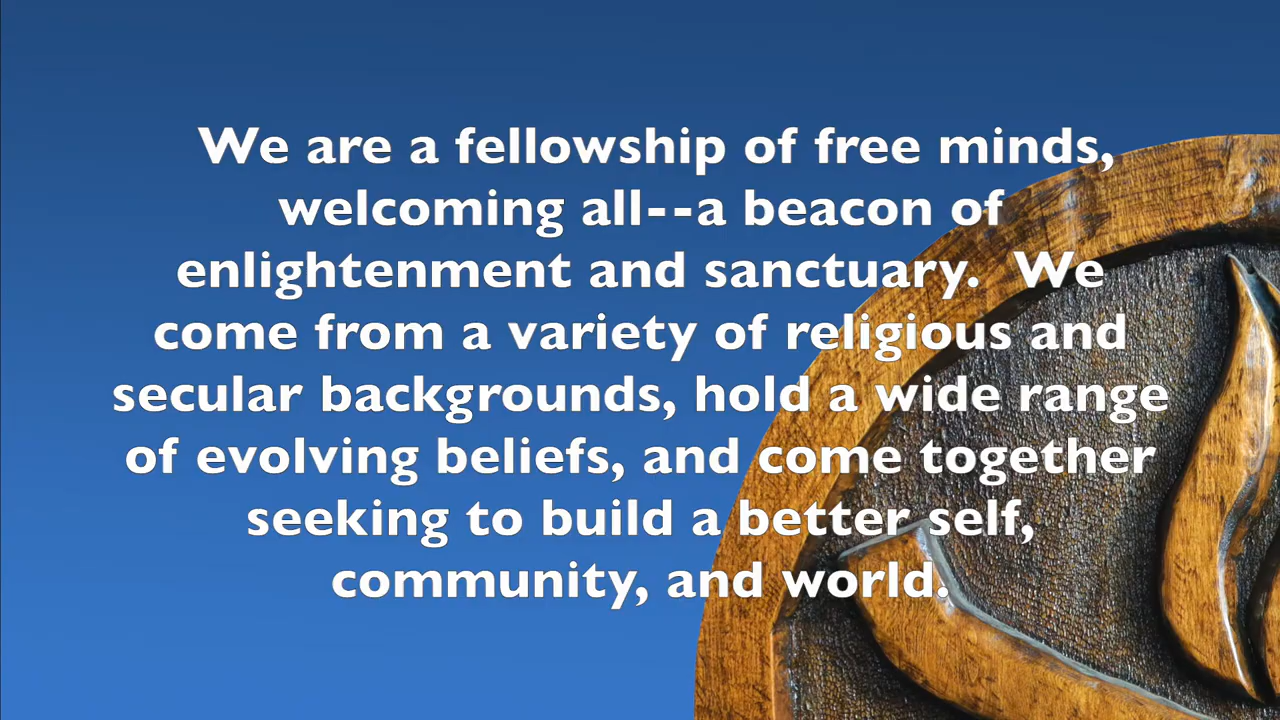 We are a fellowship of free minds,
welcoming all--a beacon of
enlightenment and sanctuary.  We
come from a variety of religious and
secular backgrounds, hold a wide range
of evolving beliefs, and come together
seeking to build a better self,
community, and world.